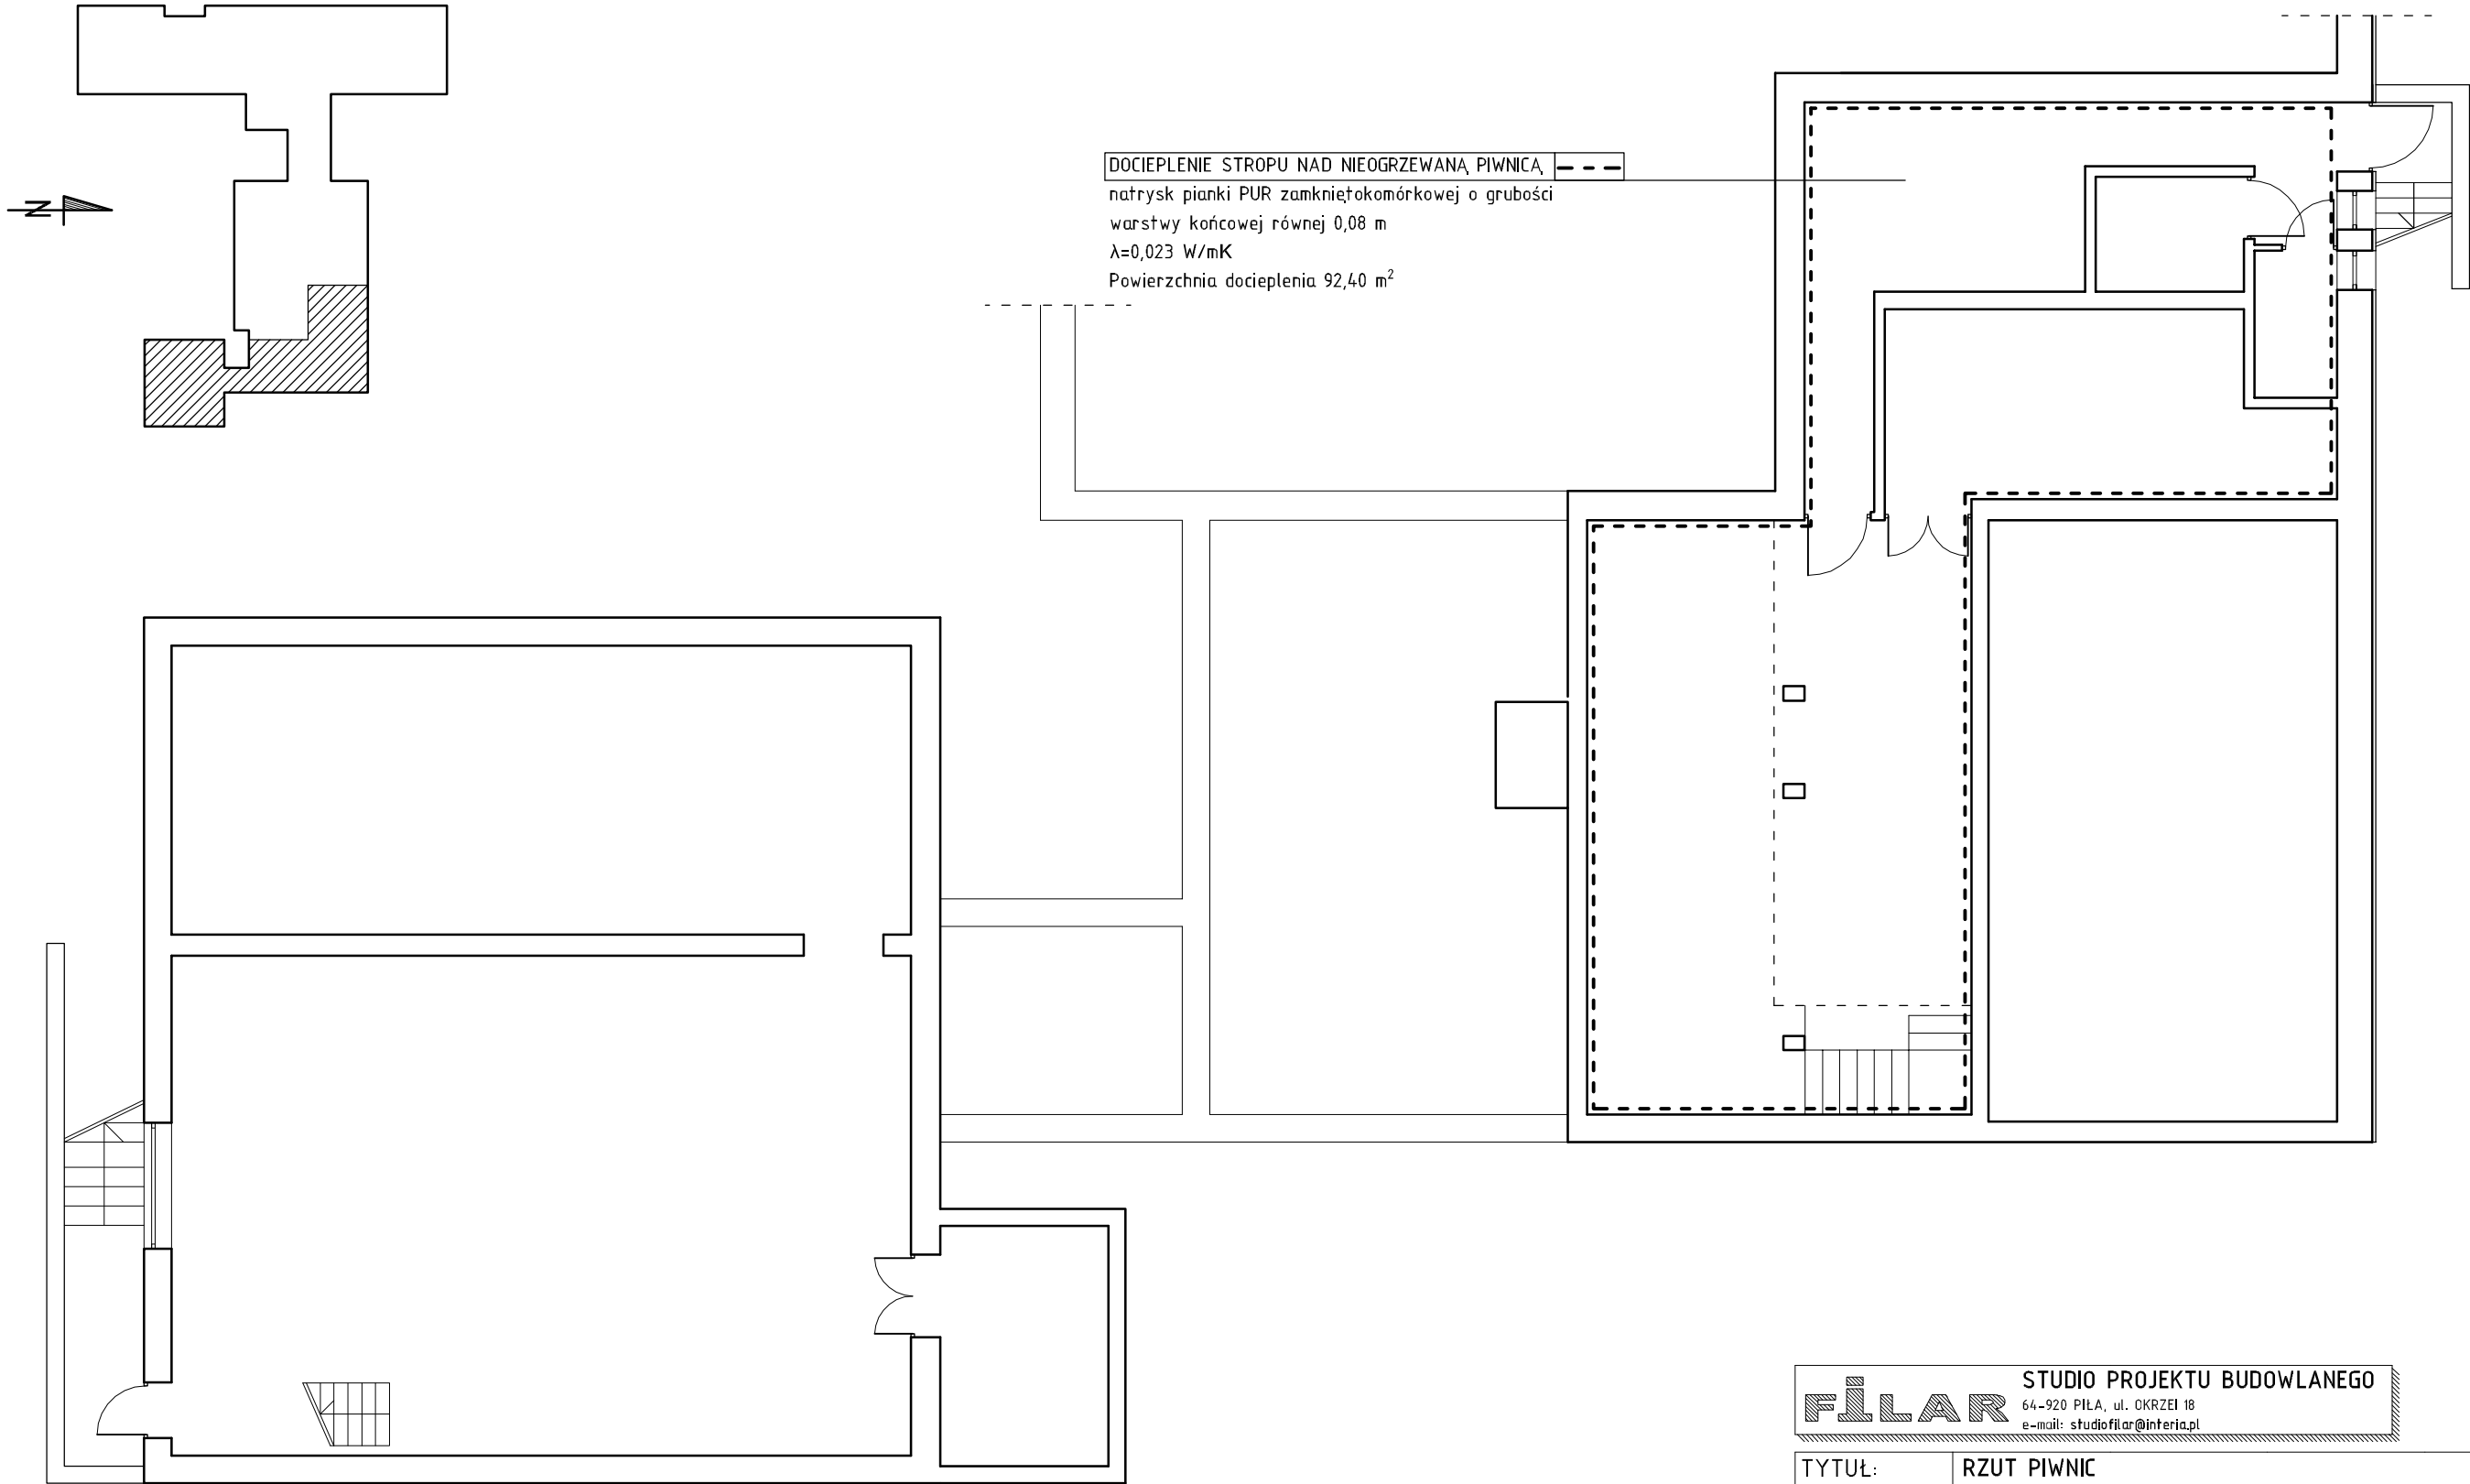 N
DOCIEPLENIE STROPU NAD NIEOGRZEWANĄ PIWNICĄ
natrysk pianki PUR zamkniętokomórkowej o grubości
warstwy końcowej równej 0,08 m
λ=0,023 W/mK
Powierzchnia docieplenia 92,40 m²
FiLAR
STUDIO PROJEKTU BUDOWLANEGO
64-920 PIŁA, ul. OKRZEI 18
e-mail: studiofilar@interia.pl
TYTUŁ: RZUT PIWNIC